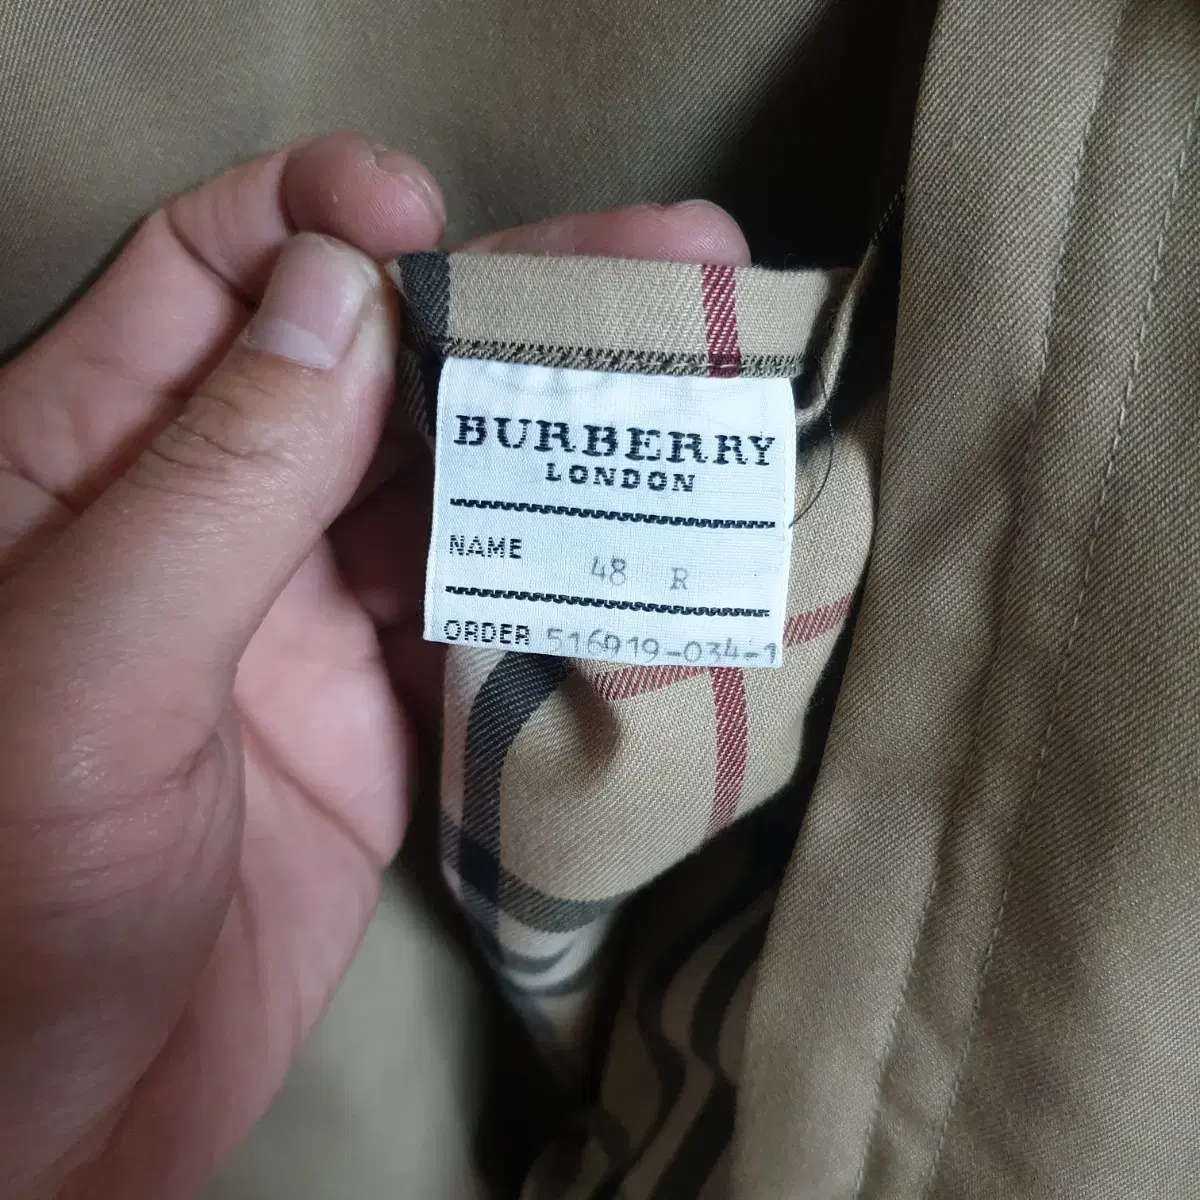 BURBERRY
LONDON
NAME 48 R
ORDER 516919-034-1